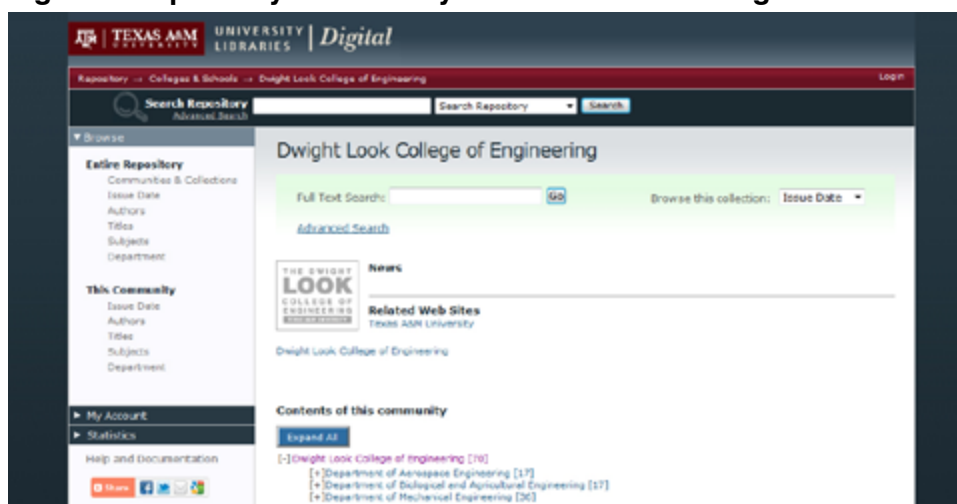 TEXAS A&M UNIVERSITY LIBRARIES | Digital
Repository → Colleges & Schools → Dwight Look College of Engineering
Login
Search Repository
Search Repository
Search
Advanced Search
▼ Browse
Entire Repository
Communities & Collections
Issue Date
Authors
Titles
Subjects
Department
This Community
Issue Date
Authors
Titles
Subjects
Department
► My Account
► Statistics
Help and Documentation
Share
Dwight Look College of Engineering
Full Text Search:
Go
Browse this collection:
Issue Date
Advanced Search
THE DWIGHT
LOOK
COLLEGE OF
ENGINEERING
News
Related Web Sites
Texas A&M University
Dwight Look College of Engineering
Contents of this community
Expand All
[-]Dwight Look College of Engineering [70]
[+]Department of Aerospace Engineering [17]
[+]Department of Biological and Agricultural Engineering [17]
[+]Department of Mechanical Engineering [36]